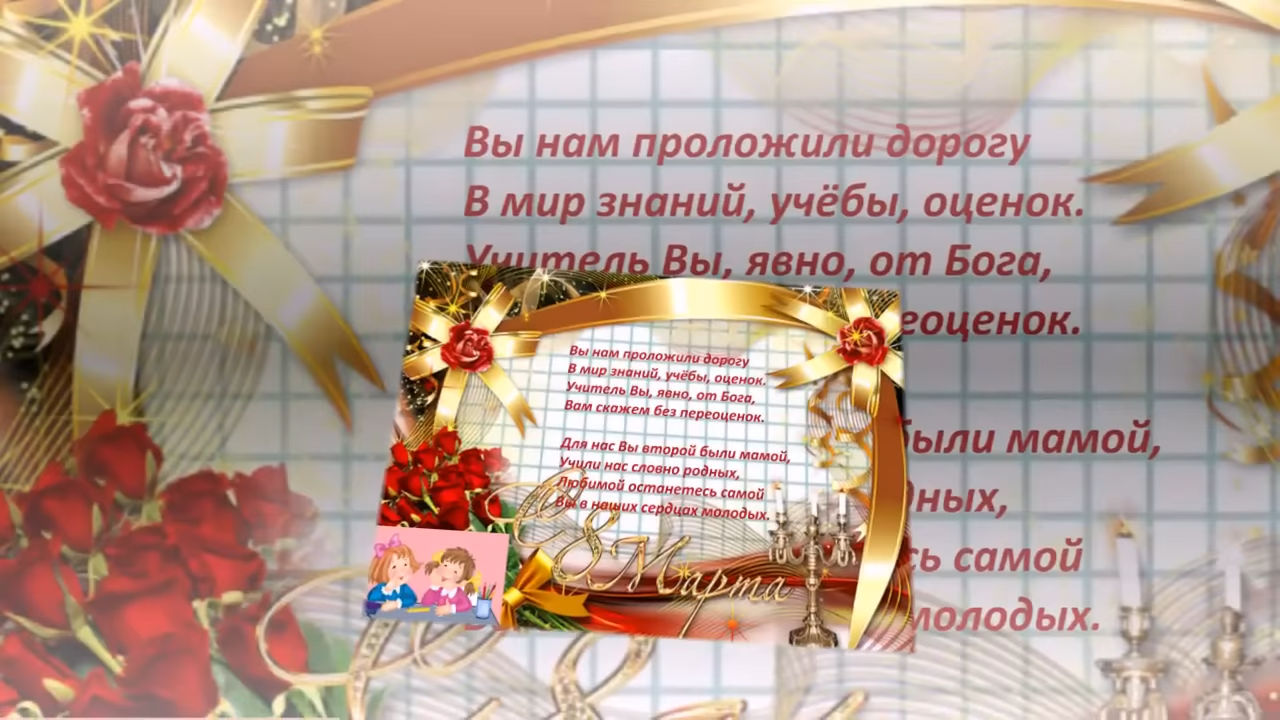 Вы нам проложили дорогу
В мир знаний, учёбы, оценок.
Учитель Вы, явно, от Бога,
еоценок.
были мамой,
дных,
сь самой
молодых.
Вы нам проложили дорогу
В мир знаний, учёбы, оценок.
Учитель Вы, явно, от Бога,
Вам скажем без переоценок.
Для нас Вы второй были мамой,
Учили нас словно родных,
Любимой останетесь самой
Вы в наших сердцах молодых.
С 8 Марта